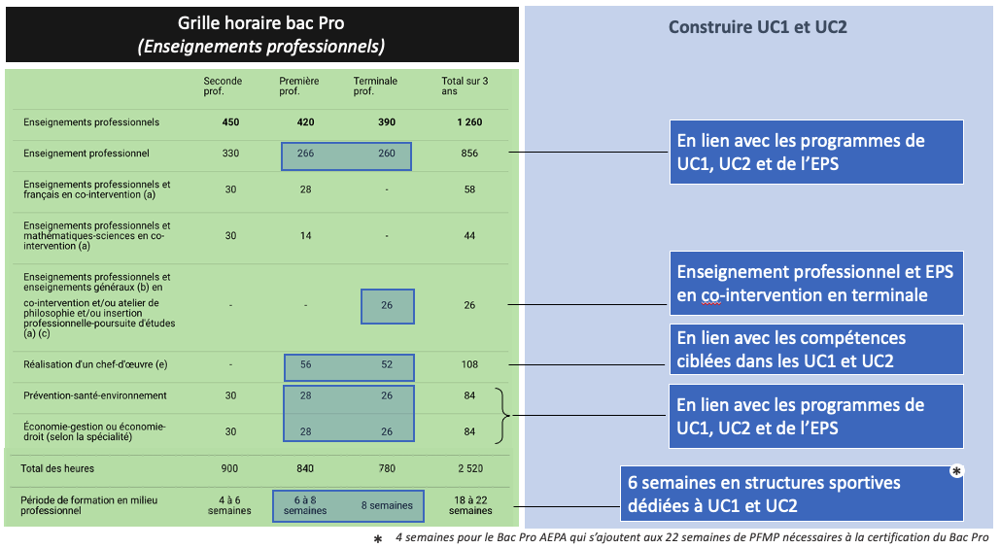 Grille horaire bac Pro
(Enseignements professionnels)
Construire UC1 et UC2
Seconde prof.
Première prof.
Terminale prof.
Total sur 3 ans
Enseignements professionnels 450 420 390 1 260
Enseignement professionnel 330 266 260 856
En lien avec les programmes de
UC1, UC2 et de l’EPS
Enseignements professionnels et
français en co-intervention (a)
30 28 - 58
Enseignements professionnels et
mathématiques-sciences en co-
intervention (a)
30 14 - 44
Enseignements professionnels et
enseignements généraux (b) en
co-intervention et/ou atelier de
philosophie et/ou insertion
professionnelle-poursuite d'études
(a) (c)
- - 26 26
Enseignement professionnel et EPS
en co-intervention en terminale
Réalisation d'un chef-d'œuvre (e) - 56 52 108
En lien avec les compétences
ciblées dans les UC1 et UC2
Prévention-santé-environnement 30 28 26 84
Économie-gestion ou économie-
droit (selon la spécialité)
30 28 26 84
En lien avec les programmes de
UC1, UC2 et de l’EPS
Total des heures 900 840 780 2 520
Période de formation en milieu
professionnel
4 à 6
semaines
6 à 8
semaines
8 semaines
18 à 22
semaines
6 semaines en structures sportives
dédiées à UC1 et UC2
*
* 4 semaines pour le Bac Pro AEPA qui s’ajoutent aux 22 semaines de PFMP nécessaires à la certification du Bac Pro